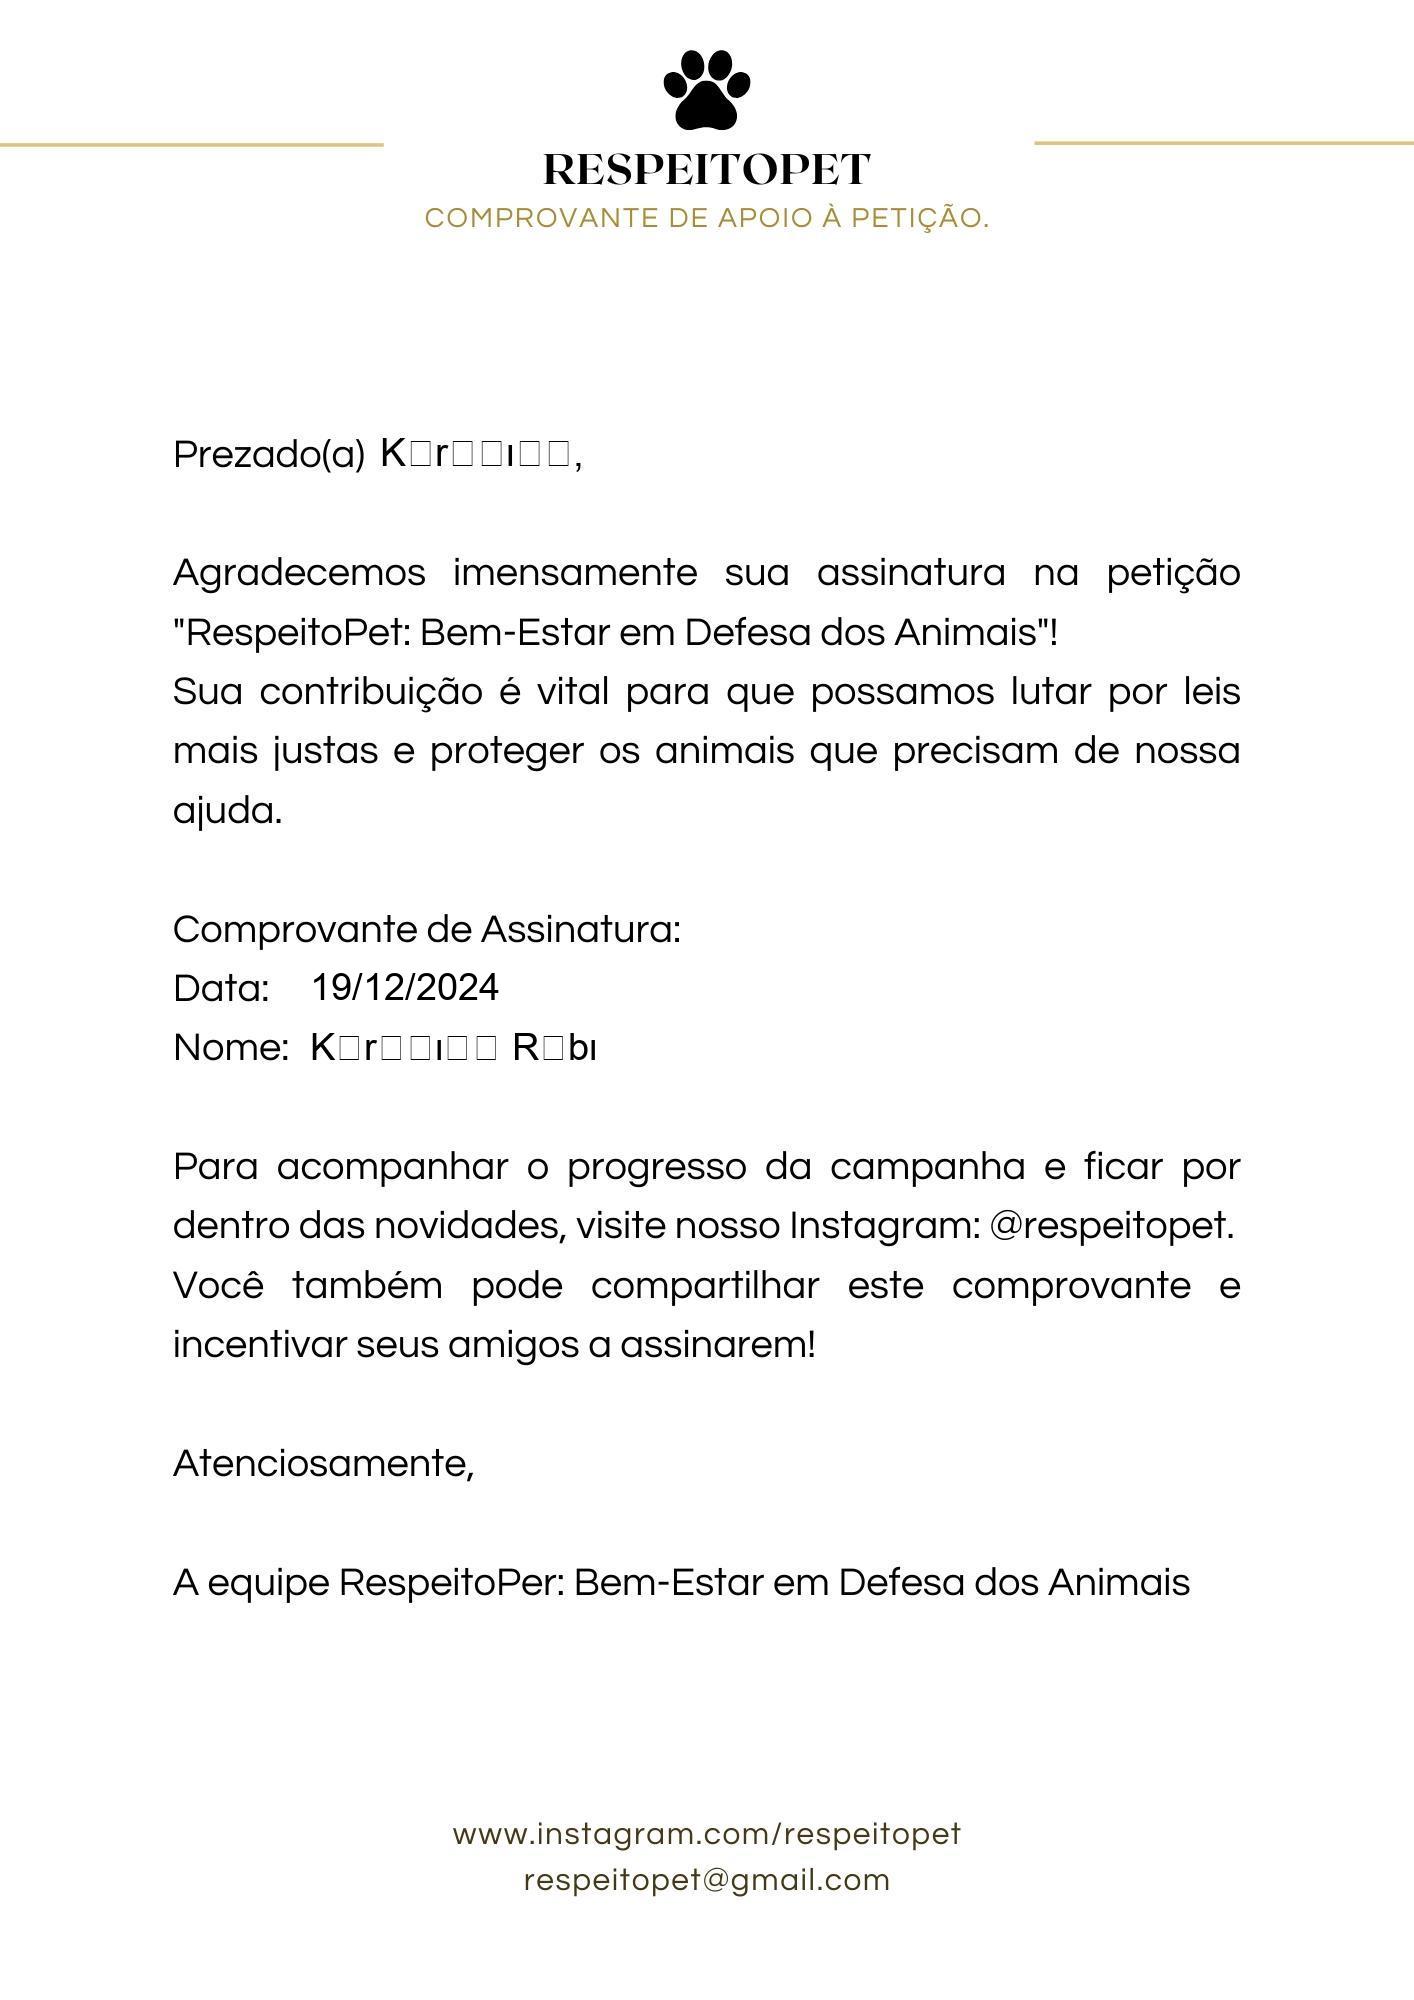 RESPEITOPET
COMPROVANTE DE APOIO À PETIÇÃO.
Prezado(a) K□r□□ı□□,
Agradecemos imensamente sua assinatura na petição
"RespeitoPet: Bem-Estar em Defesa dos Animais"!
Sua contribuição é vital para que possamos lutar por leis
mais justas e proteger os animais que precisam de nossa
ajuda.
Comprovante de Assinatura:
Data: 19/12/2024
Nome: K□r□□ı□□ R□bı
Para acompanhar o progresso da campanha e ficar por
dentro das novidades, visite nosso Instagram: @respeitopet.
Você também pode compartilhar este comprovante e
incentivar seus amigos a assinarem!
Atenciosamente,
A equipe RespeitoPer: Bem-Estar em Defesa dos Animais
www.instagram.com/respeitopet
respeitopet@gmail.com